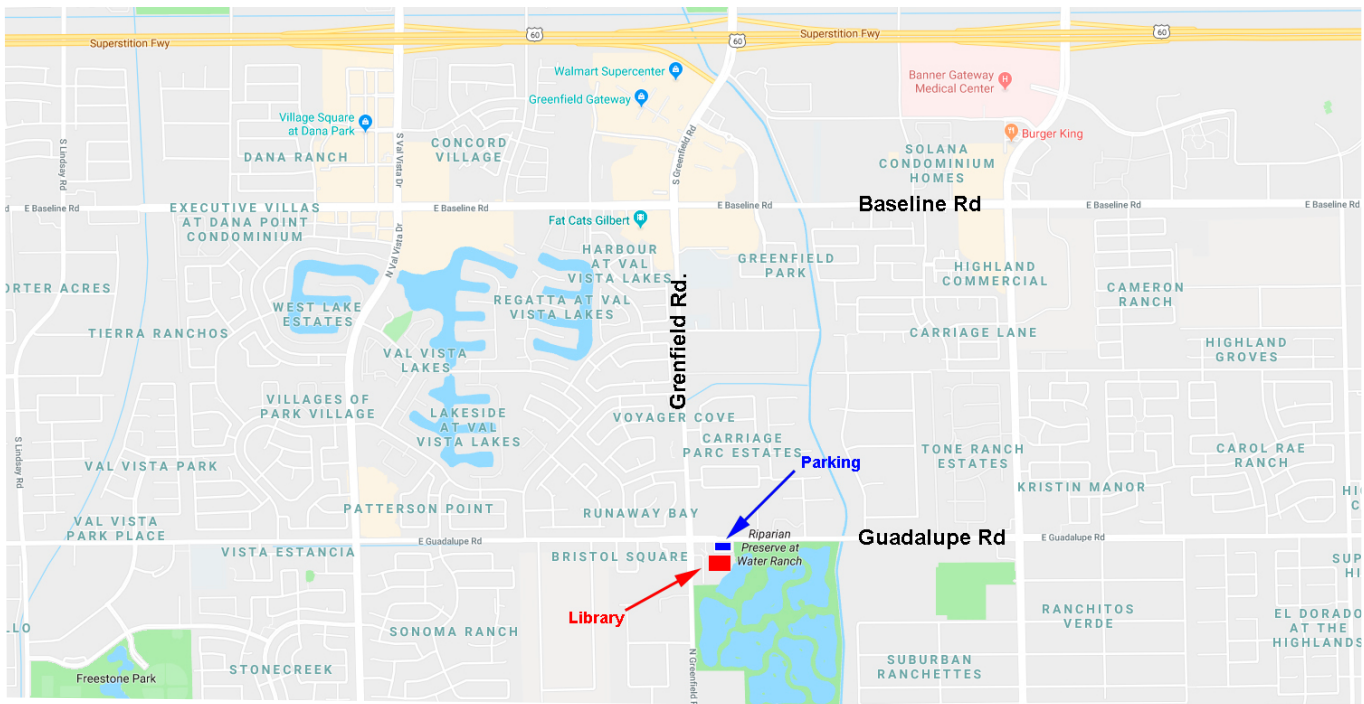 60
Superstition Fwy
60
Superstition Fwy
60
Walmart Supercenter
Banner Gateway
Medical Center
Greenfield Gateway
Village Square
at Dana Park
Burger King
S Lindsay Rd
S Val Vista Dr
CONCORD
VILLAGE
DANA RANCH
S Greenfield Rd
SOLANA
CONDOMINIUM
HOMES
d
E Baseline Rd
E Baseline Rd
E Baseline Rd
Baseline Rd
E Baseline Rd
E Baseline Rd
EXECUTIVE VILLAS
AT DANA POINT
CONDOMINIUM
Fat Cats Gilbert
N Val Vista Dr
HARBOUR
AT VAL
VISTA LAKES
GREENFIELD
PARK
HIGHLAND
COMMERCIAL
ORTER ACRES
CAMERON
RANCH
WEST LAKE
ESTATES
REGATTA AT VAL
VISTA LAKES
Grenfield Rd.
TIERRA RANCHOS
CARRIAGE LANE
HIGHLAND
GROVES
VAL VISTA
LAKES
VILLAGES OF
PARK VILLAGE
LAKESIDE
AT VAL
VISTA LAKES
VOYAGER COVE
CARRIAGE
PARC ESTATES
S Lindsay Rd
VAL VISTA PARK
Parking
TONE RANCH
ESTATES
CAROL RAE
RANCH
KRISTIN MANOR
HI
C
PATTERSON POINT
RUNAWAY BAY
VAL VISTA
PARK PLACE
E Guadalupe Rd
Guadalupe Rd
E Guadalupe Rd
VISTA ESTANCIA
BRISTOL SQUARE
Riparian
Preserve at
Water Ranch
SUP
HI
Library
RANCHITOS
VERDE
EL DORADO
AT THE
HIGHLANDS
LLO
SONOMA RANCH
STONECREEK
Freestone Park
N Greenfield R
SUBURBAN
RANCHETTES